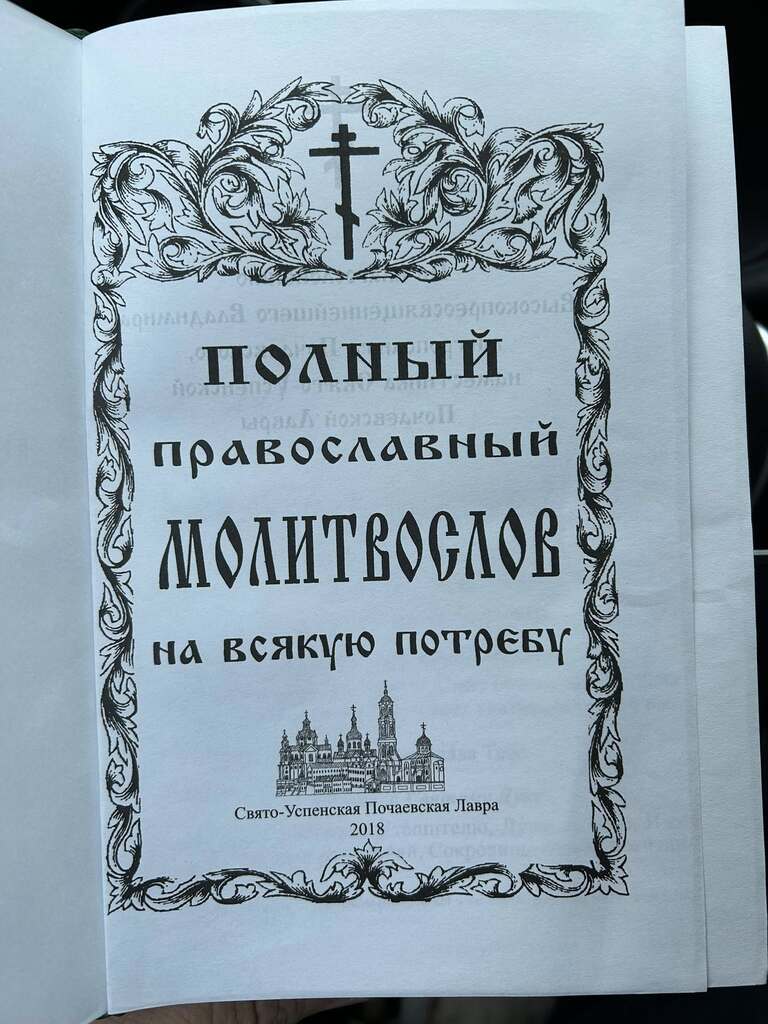 ПОЛНЫЙ
ПРАВОСЛАВНЫЙ
МОЛИТВОСЛОВ
НА ВСЯКУЮ ПОТРЕБУ
Свято-Успенская Почаевская Лавра
2018